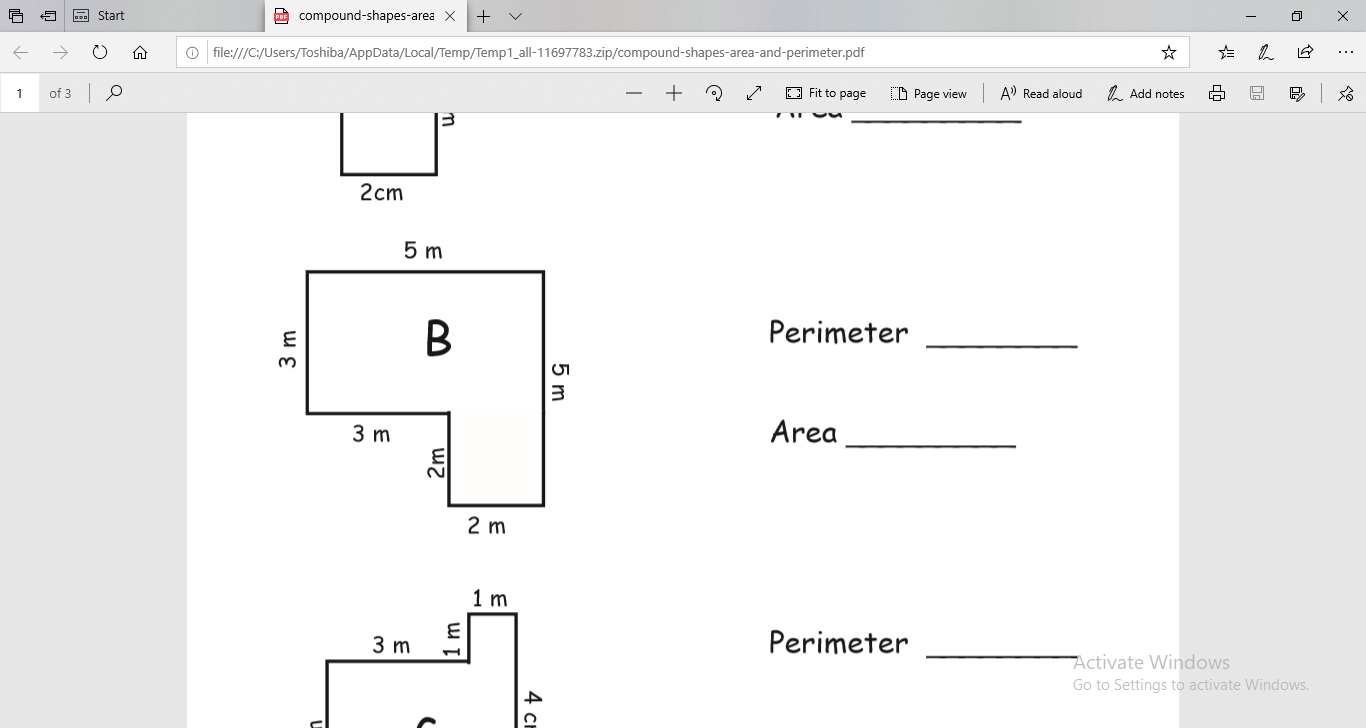 Start
compound-shapes-area
file:///C:/Users/Toshiba/AppData/Local/Temp/Temp1_all-11697783.zip/compound-shapes-area-and-perimeter.pdf
1 of 3
Fit to page
Page view
Read aloud
Add notes
Area
2cm
5 m
3 m
B
5 m
3 m
2m
2 m
Perimeter
Area
1 m
3 m
1 m
Perimeter
Activate Windows
Go to Settings to activate Windows.